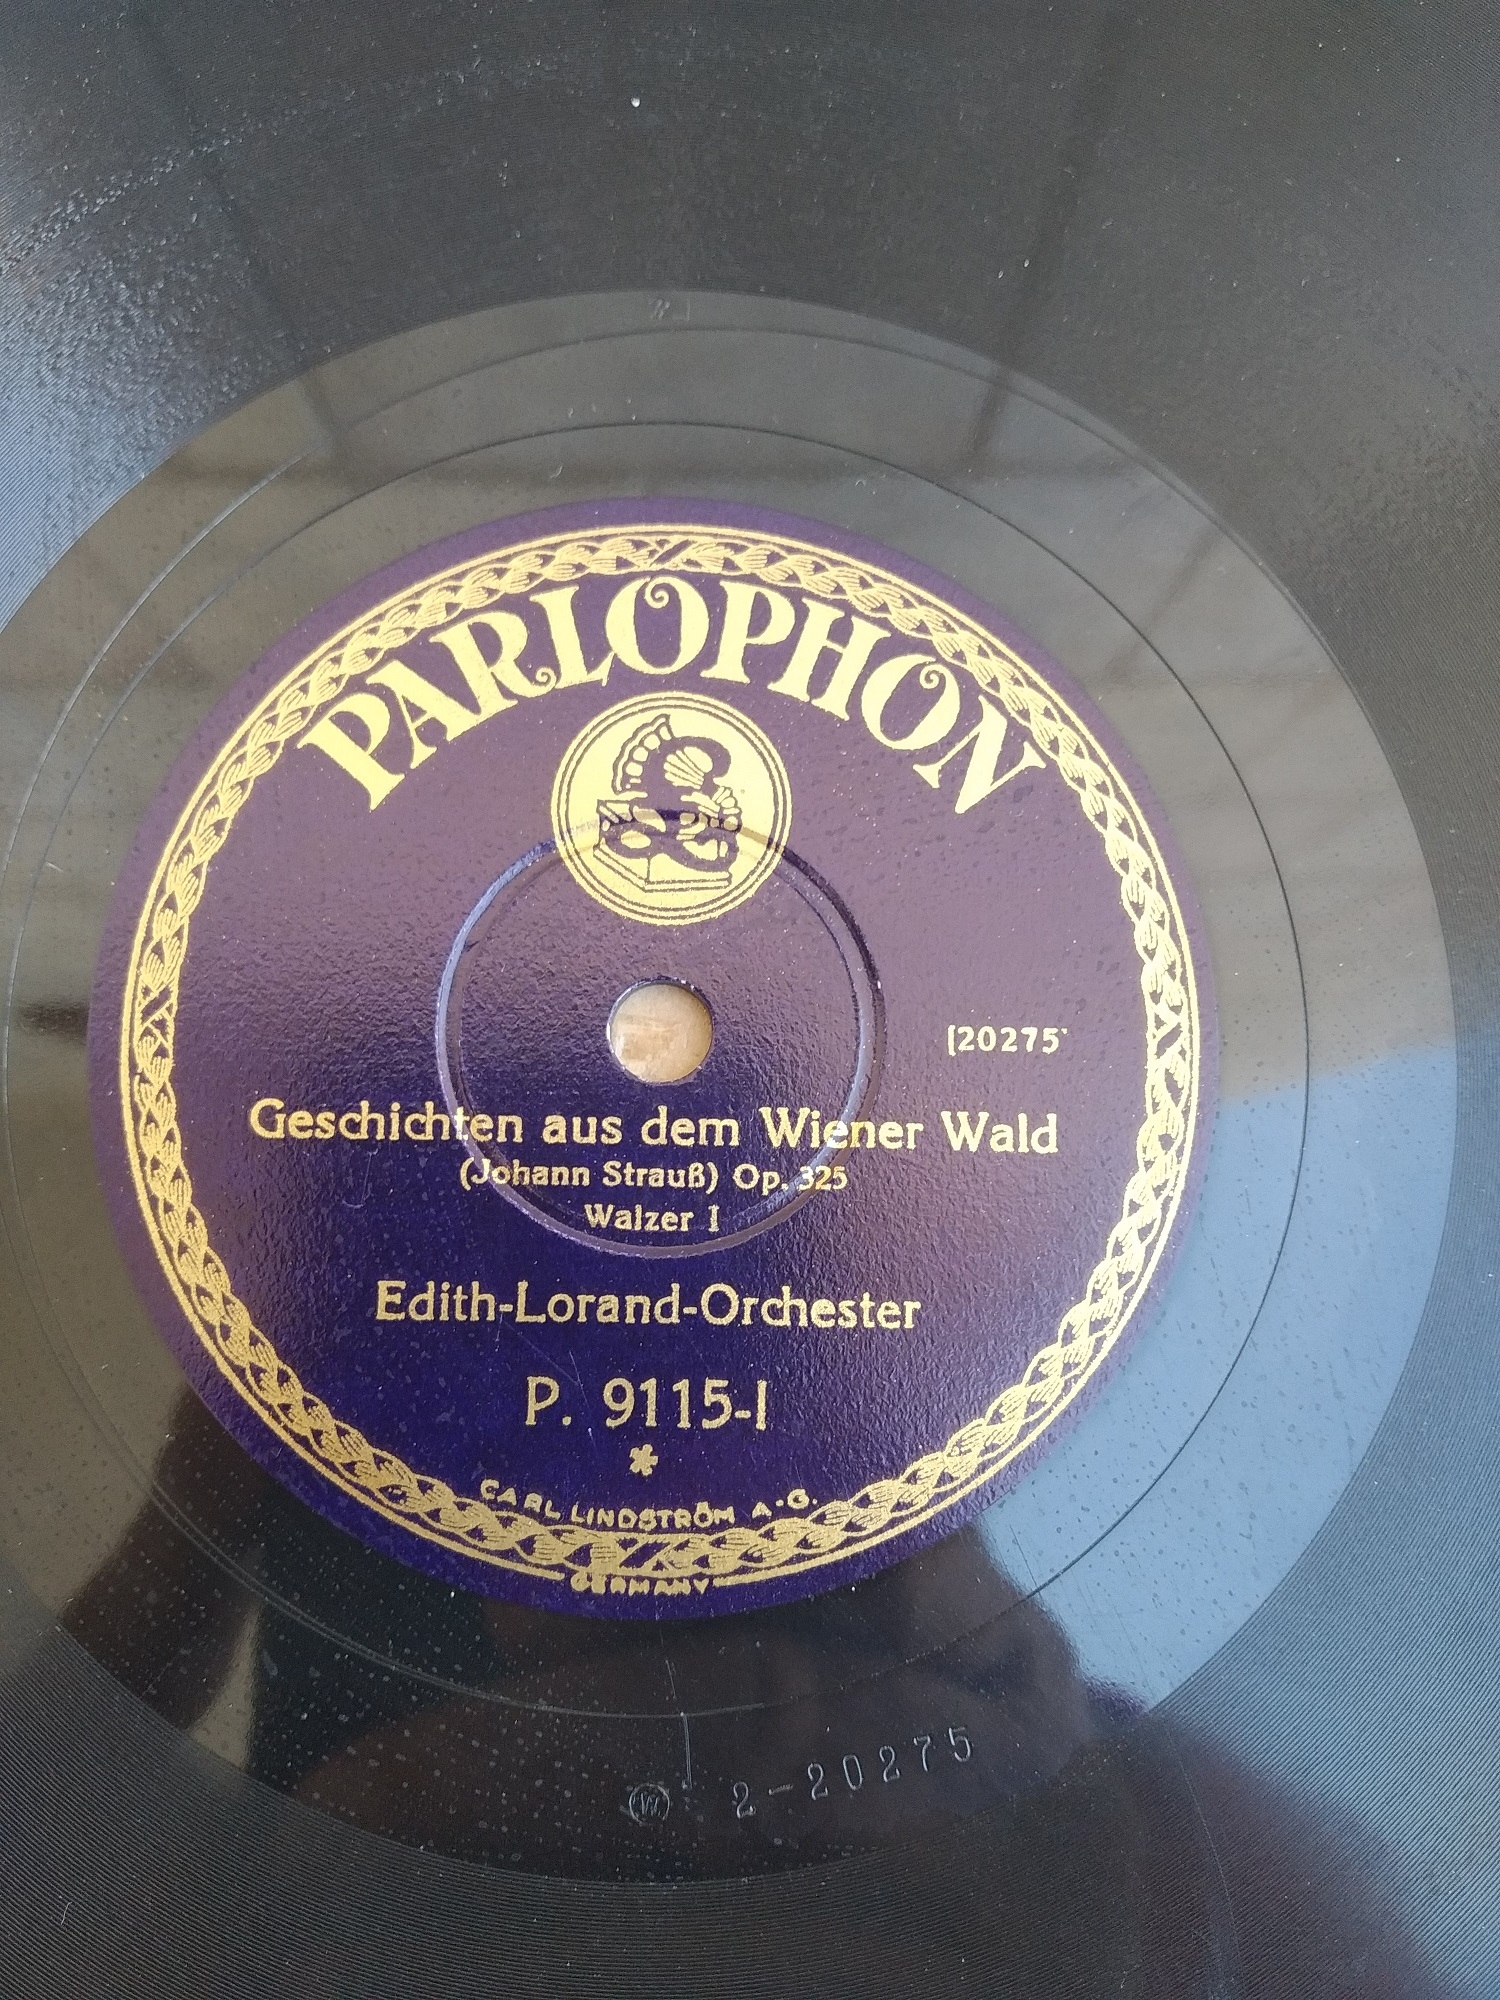 PARLOPHON
[20275
Geschichten aus dem Wiener Wald
(Johann Strauß) Op. 325
Walzer I
Edith-Lorand-Orchester
P. 9115-I
*
CARL LINDSTRÖM A.G.
GERMANY
W 2-20275